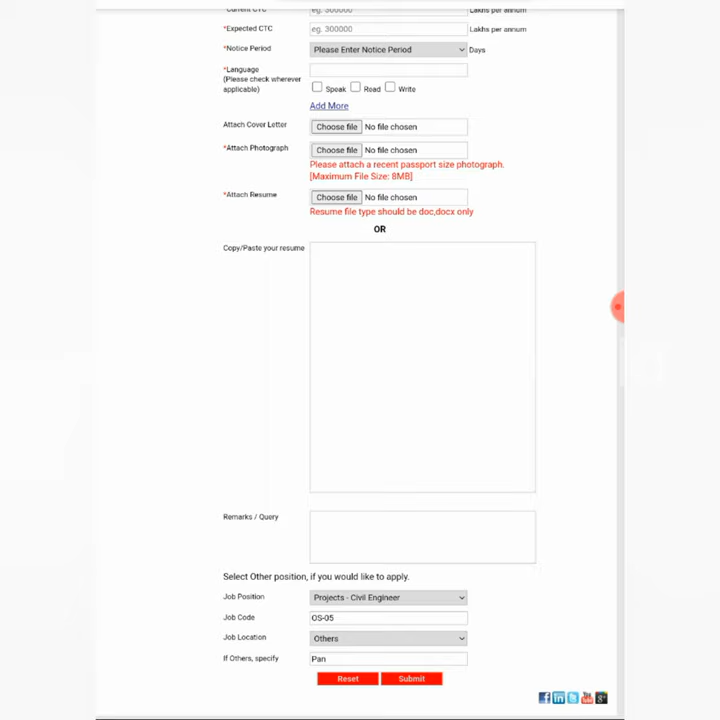 Current CTC eg. 300000 Lakhs per annum
*Expected CTC eg. 300000 Lakhs per annum
*Notice Period Please Enter Notice Period Days
*Language
(Please check wherever
applicable) Speak Read Write
Add More
Attach Cover Letter Choose file No file chosen
*Attach Photograph Choose file No file chosen
Please attach a recent passport size photograph.
[Maximum File Size: 8MB]
*Attach Resume Choose file No file chosen
Resume file type should be doc,docx only
OR
Copy/Paste your resume
Remarks / Query
Select Other position, if you would like to apply.
Job Position Projects - Civil Engineer
Job Code OS-05
Job Location Others
If Others, specify Pan
Reset Submit